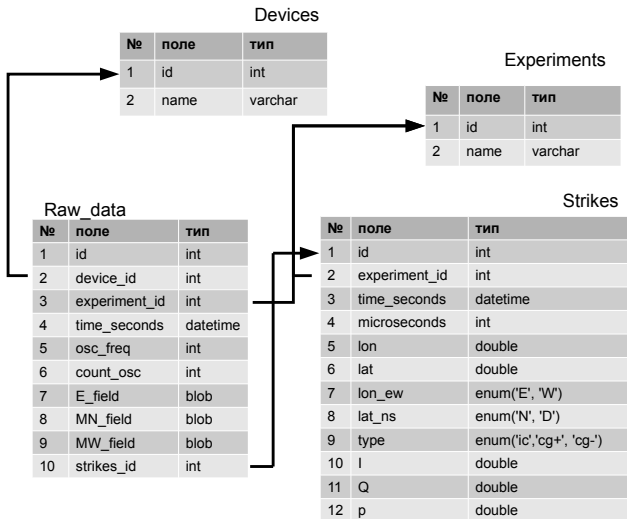 Devices
№ поле тип
1 id int
2 name varchar
Experiments
№ поле тип
1 id int
2 name varchar
Raw_data
№ поле тип
1 id int
2 device_id int
3 experiment_id int
4 time_seconds datetime
5 osc_freq int
6 count_osc int
7 E_field blob
8 MN_field blob
9 MW_field blob
10 strikes_id int
Strikes
№ поле тип
1 id int
2 experiment_id int
3 time_seconds datetime
4 microseconds int
5 lon double
6 lat double
7 lon_ew enum('E', 'W')
8 lat_ns enum('N', 'D')
9 type enum('ic','cg+', 'cg-')
10 I double
11 Q double
12 p double